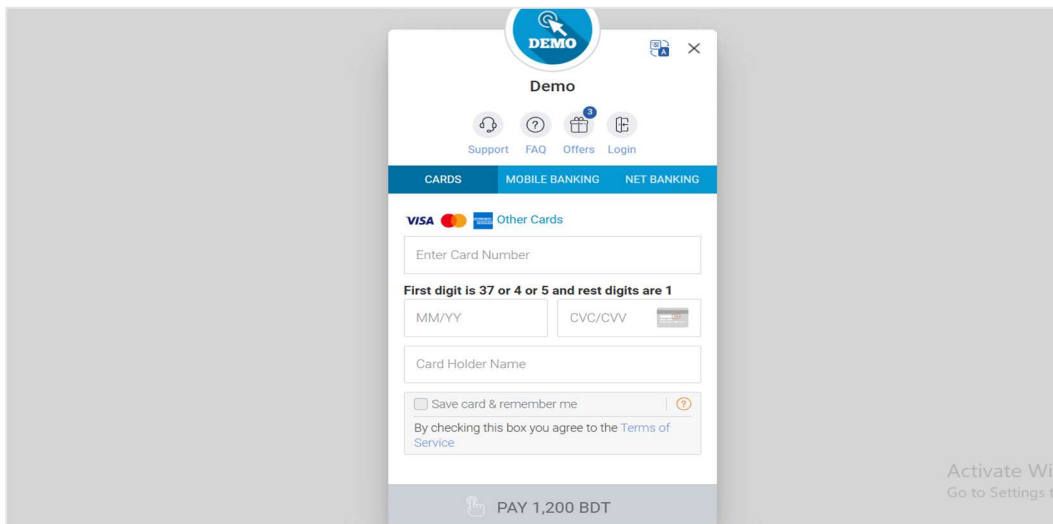 DEMO
A
Demo
3
Support FAQ Offers Login
CARDS MOBILE BANKING NET BANKING
VISA Other Cards
Enter Card Number
First digit is 37 or 4 or 5 and rest digits are 1
MM/YY CVC/CVV
Card Holder Name
Save card & remember me ?
By checking this box you agree to the Terms of
Service
Activate Wi
Go to Settings t
PAY 1,200 BDT